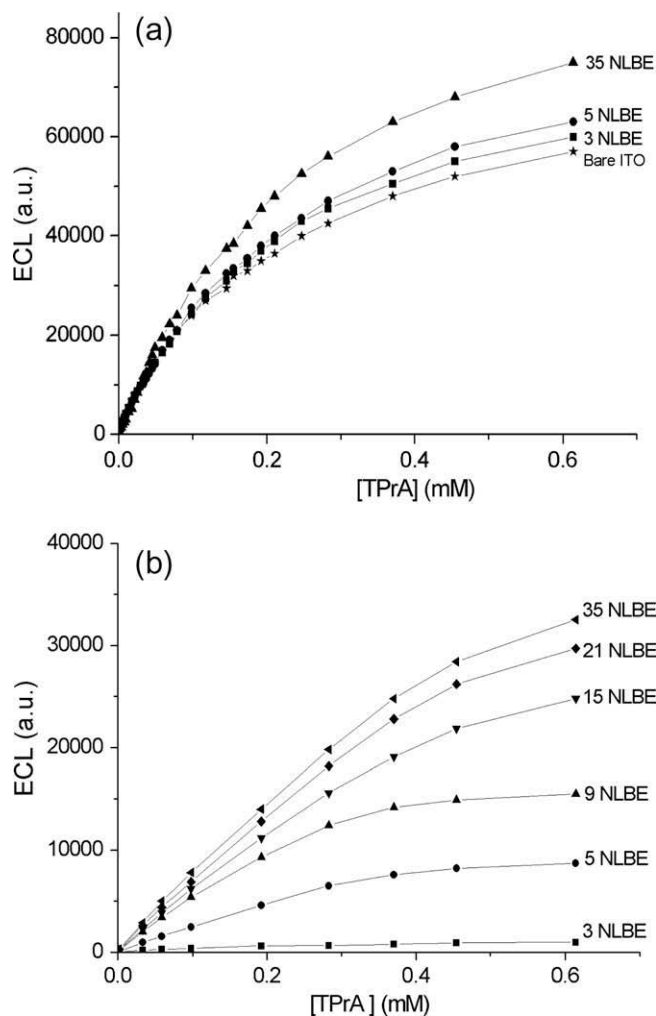 (a)
80000
60000
40000
20000
0
ECL (a.u.)
35 NLBE
5 NLBE
3 NLBE
Bare ITO
0.0 0.2 0.4 0.6
[TPrA] (mM)
(b)
40000
30000
20000
10000
0
ECL (a.u.)
35 NLBE
21 NLBE
15 NLBE
9 NLBE
5 NLBE
3 NLBE
0.0 0.2 0.4 0.6
[TPrA ] (mM)